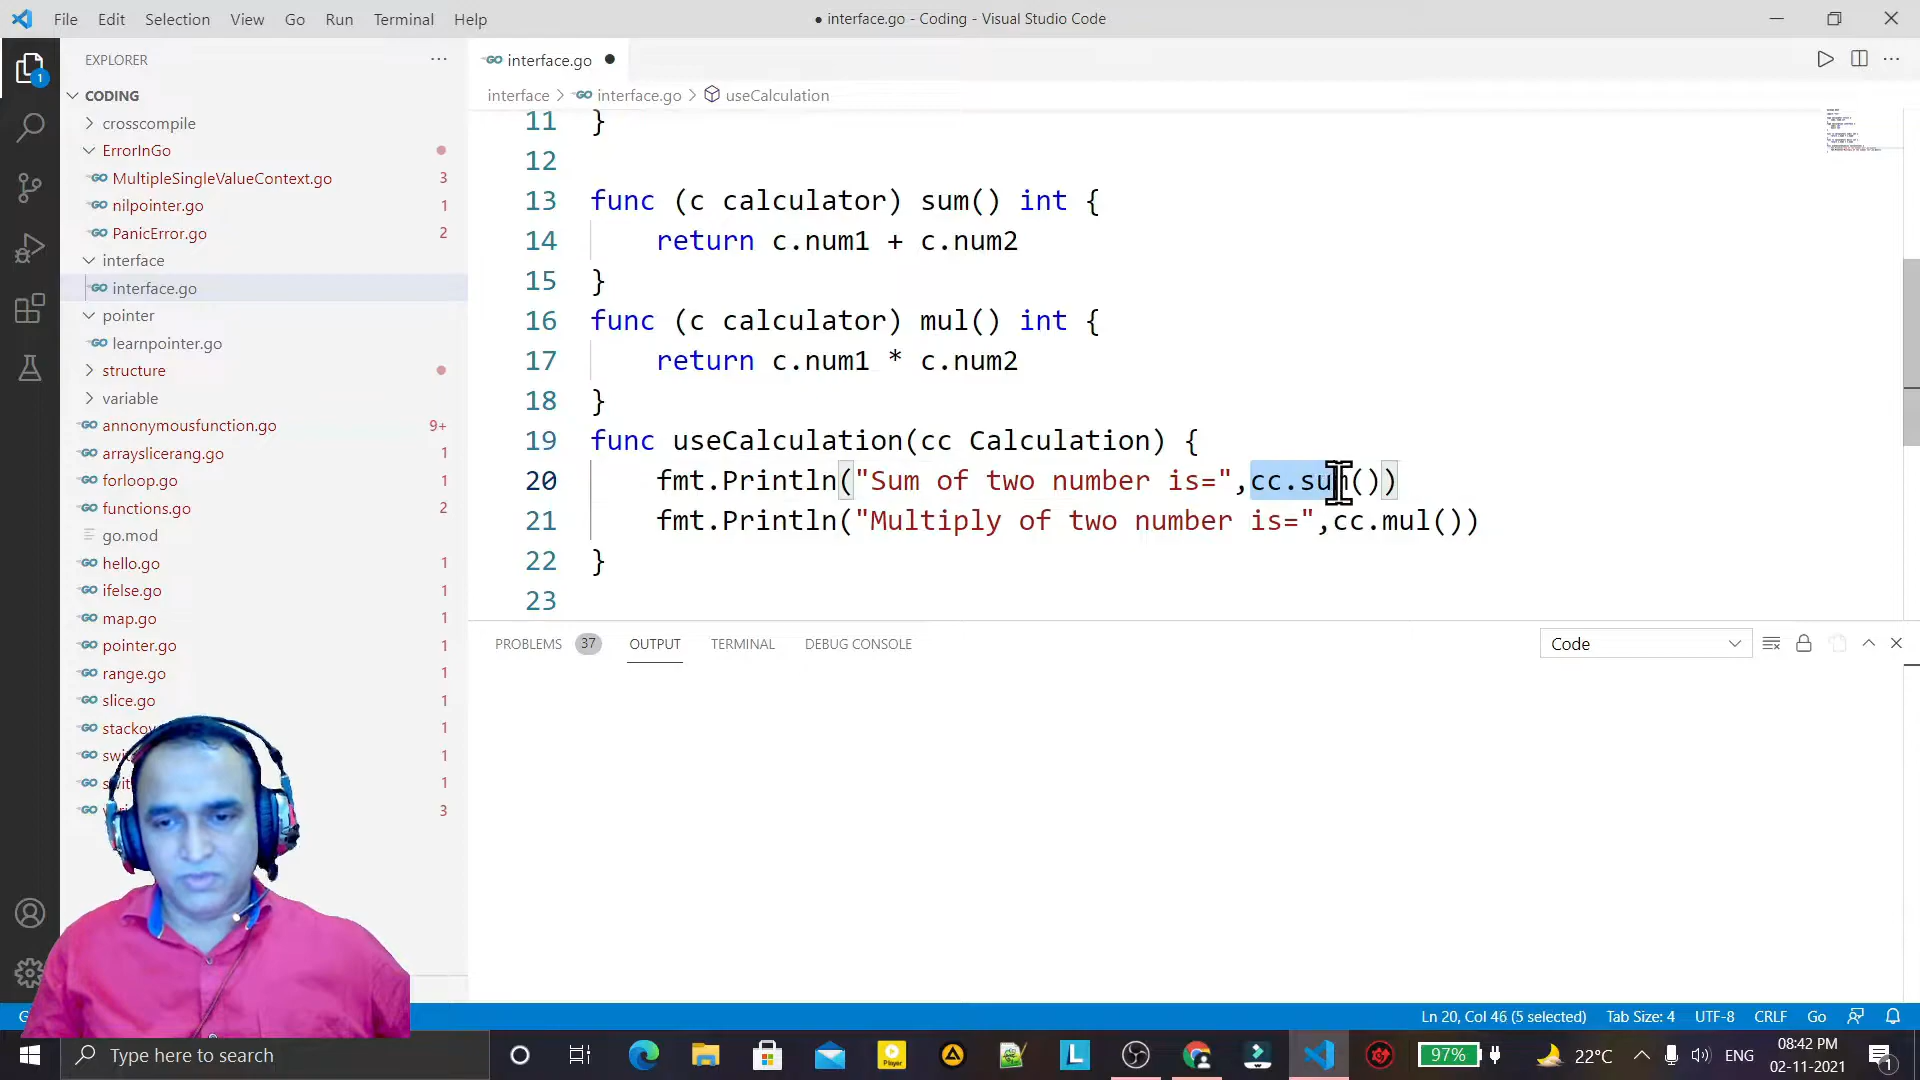 File Edit Selection View Go Run Terminal Help
● interface.go - Coding - Visual Studio Code
EXPLORER
CODING
crosscompile
ErrorInGo
MultipleSingleValueContext.go 3
nilpointer.go 1
PanicError.go 2
interface
interface.go
pointer
learnpointer.go
structure
variable
annonymousfunction.go 9+
arrayslicerang.go 1
forloop.go 1
functions.go 2
go.mod
hello.go 1
ifelse.go 1
map.go 1
pointer.go 1
range.go 1
slice.go 1
1
1
1
3
interface.go
interface > interface.go > useCalculation
11 }
12
13 func (c calculator) sum() int {
14 return c.num1 + c.num2
15 }
16 func (c calculator) mul() int {
17 return c.num1 * c.num2
18 }
19 func useCalculation(cc Calculation) {
20 fmt.Println("Sum of two number is=",cc.sum())
21 fmt.Println("Multiply of two number is=",cc.mul())
22 }
23
PROBLEMS 37 OUTPUT TERMINAL DEBUG CONSOLE
Code
Ln 20, Col 46 (5 selected) Tab Size: 4 UTF-8 CRLF Go
Type here to search
97% 22°C ENG
08:42 PM
02-11-2021